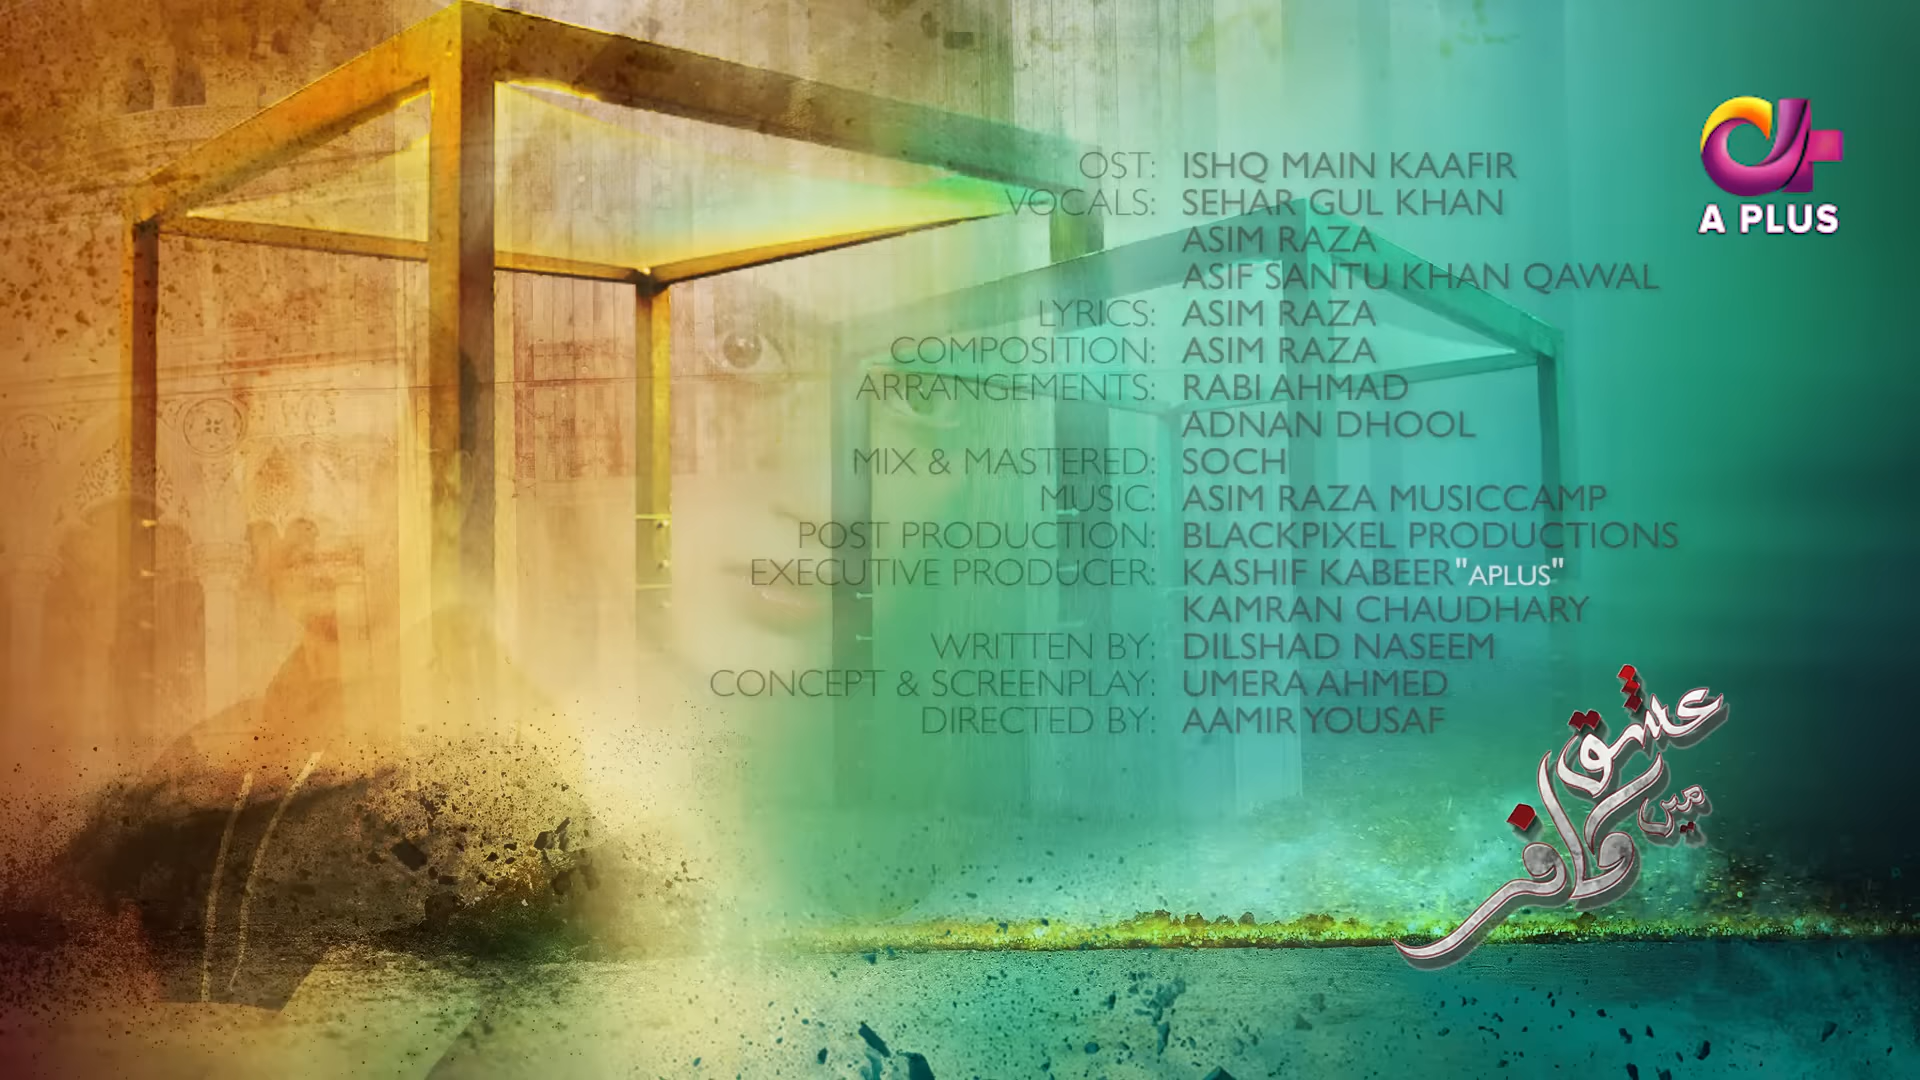 A PLUS
OST: ISHQ MAIN KAAFIR
VOCALS: SEHAR GUL KHAN
ASIM RAZA
ASIF SANTU KHAN QAWAL
LYRICS: ASIM RAZA
COMPOSITION: ASIM RAZA
ARRANGEMENTS: RABI AHMAD
ADNAN DHOOL
MIX & MASTERED: SOCH
MUSIC: ASIM RAZA MUSICCAMP
POST PRODUCTION: BLACKPIXEL PRODUCTIONS
EXECUTIVE PRODUCER: KASHIF KABEER "APLUS"
KAMRAN CHAUDHARY
WRITTEN BY: DILSHAD NASEEM
CONCEPT & SCREENPLAY: UMERA AHMED
DIRECTED BY: AAMIR YOUSAF
عشق
میں
کافر